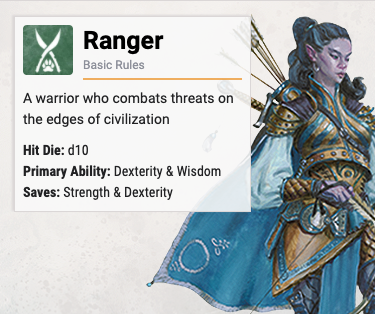 Ranger
Basic Rules
A warrior who combats threats on
the edges of civilization
Hit Die: d10
Primary Ability: Dexterity & Wisdom
Saves: Strength & Dexterity